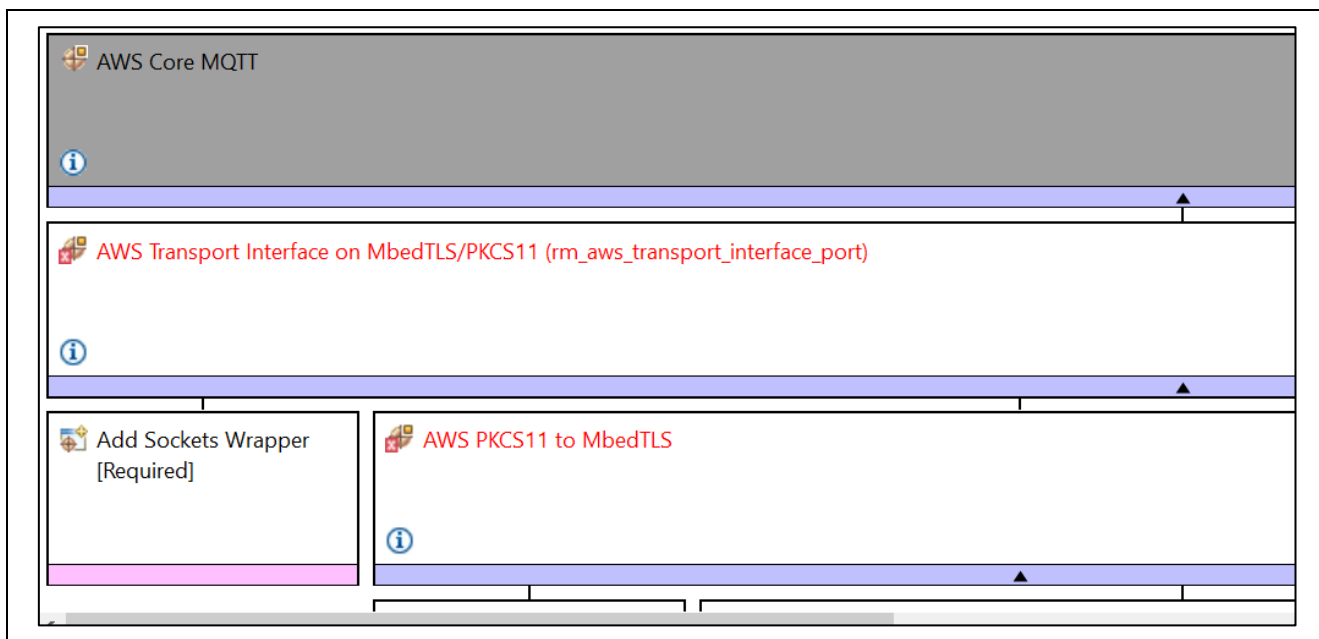 AWS Core MQTT
AWS Transport Interface on MbedTLS/PKCS11 (rm_aws_transport_interface_port)
Add Sockets Wrapper
[Required]
AWS PKCS11 to MbedTLS